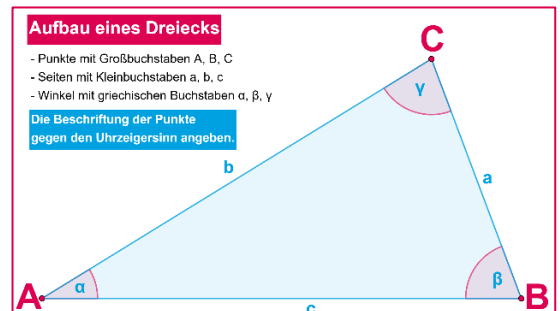 Aufbau eines Dreiecks
- Punkte mit Großbuchstaben A, B, C
- Seiten mit Kleinbuchstaben a, b, c
- Winkel mit griechischen Buchstaben α, β, γ
Die Beschriftung der Punkte
gegen den Uhrzeigersinn angeben.
C
γ
b
a
A
α
β
B
c